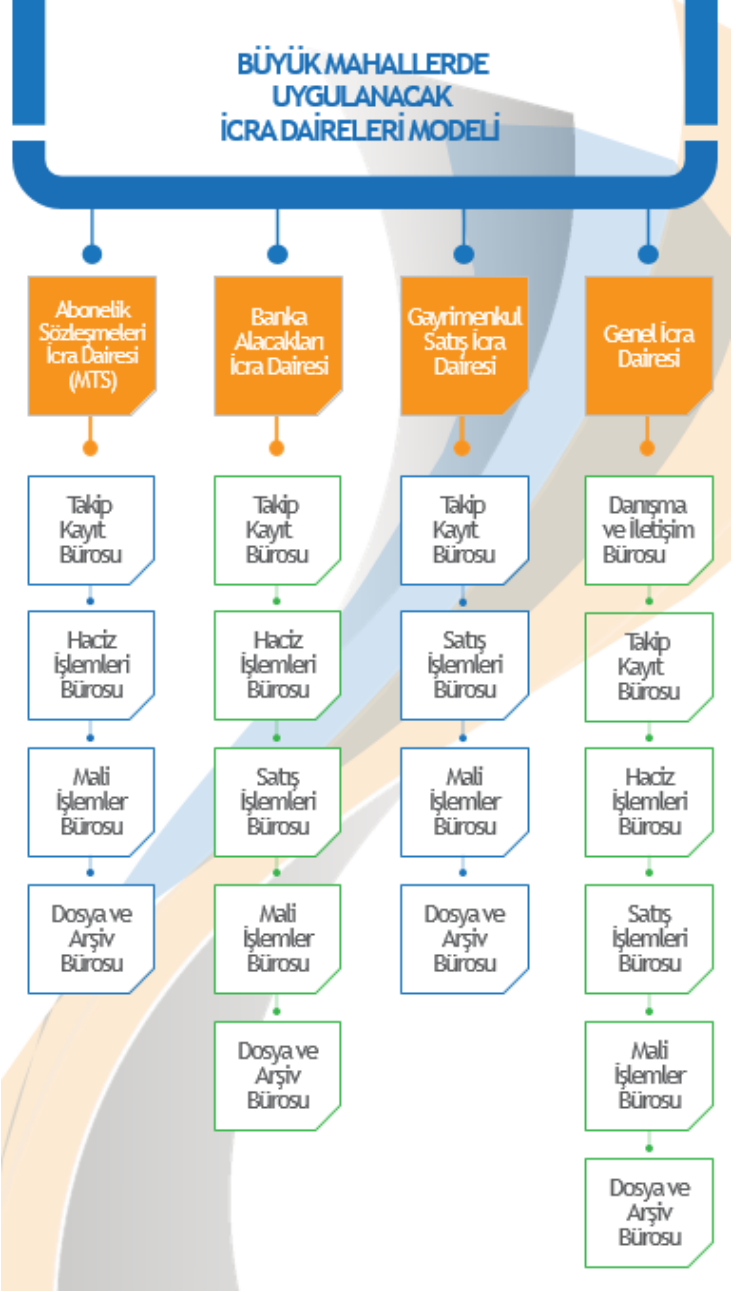 BÜYÜK MAHALLERDE
UYGULANACAK
İCRA DAİRELERİ MODELİ
Abonelik
Sözleşmeleri
İcra Dairesi
(MTS)
Takip
Kayıt
Bürosu
Haciz
İşlemleri
Bürosu
Mali
İşlemler
Bürosu
Dosya ve
Arşiv
Bürosu
Banka
Alacakları
İcra Dairesi
Takip
Kayıt
Bürosu
Haciz
İşlemleri
Bürosu
Satış
İşlemleri
Bürosu
Mali
İşlemler
Bürosu
Dosya ve
Arşiv
Bürosu
Gayrimenkul
Satış İcra
Dairesi
Takip
Kayıt
Bürosu
Satış
İşlemleri
Bürosu
Mali
İşlemler
Bürosu
Dosya ve
Arşiv
Bürosu
Genel İcra
Dairesi
Danışma
ve İletişim
Bürosu
Takip
Kayıt
Bürosu
Haciz
İşlemleri
Bürosu
Satış
İşlemleri
Bürosu
Mali
İşlemler
Bürosu
Dosya ve
Arşiv
Bürosu